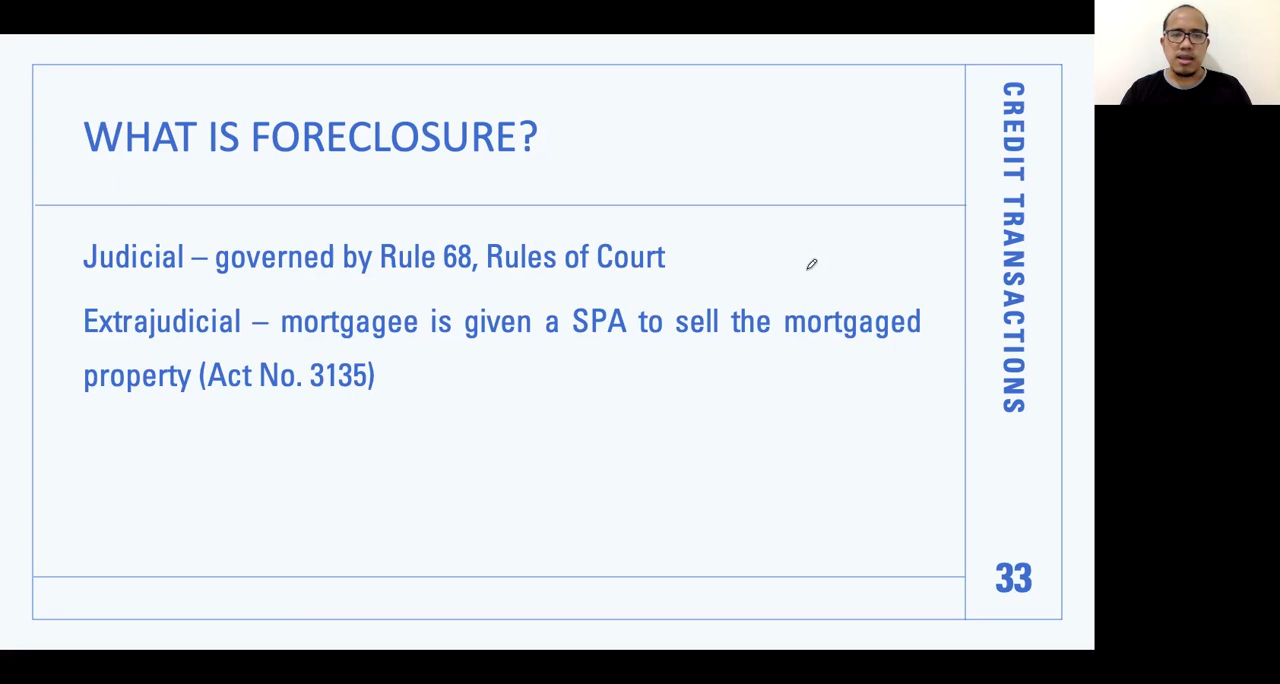 WHAT IS FORECLOSURE?
Judicial – governed by Rule 68, Rules of Court
Extrajudicial – mortgagee is given a SPA to sell the mortgaged
property (Act No. 3135)
CREDIT TRANSACTIONS
33